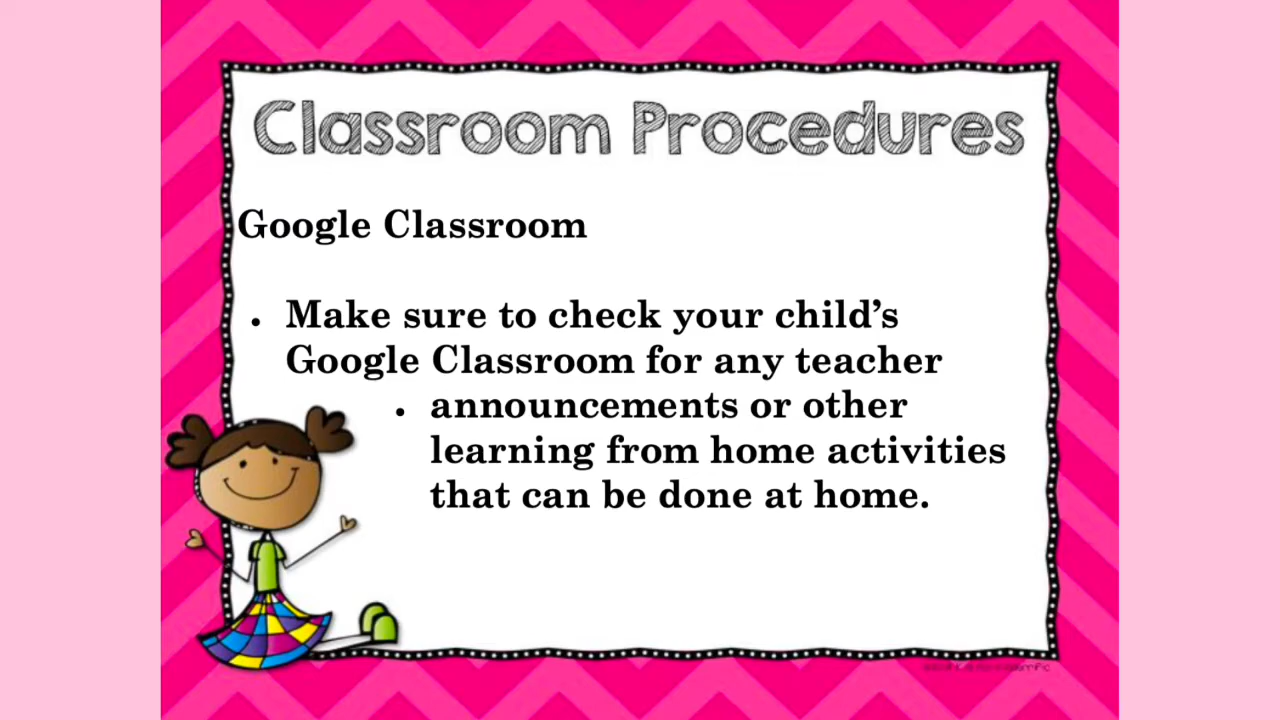 Classroom Procedures
Google Classroom
• Make sure to check your child’s
Google Classroom for any teacher
• announcements or other
learning from home activities
that can be done at home.